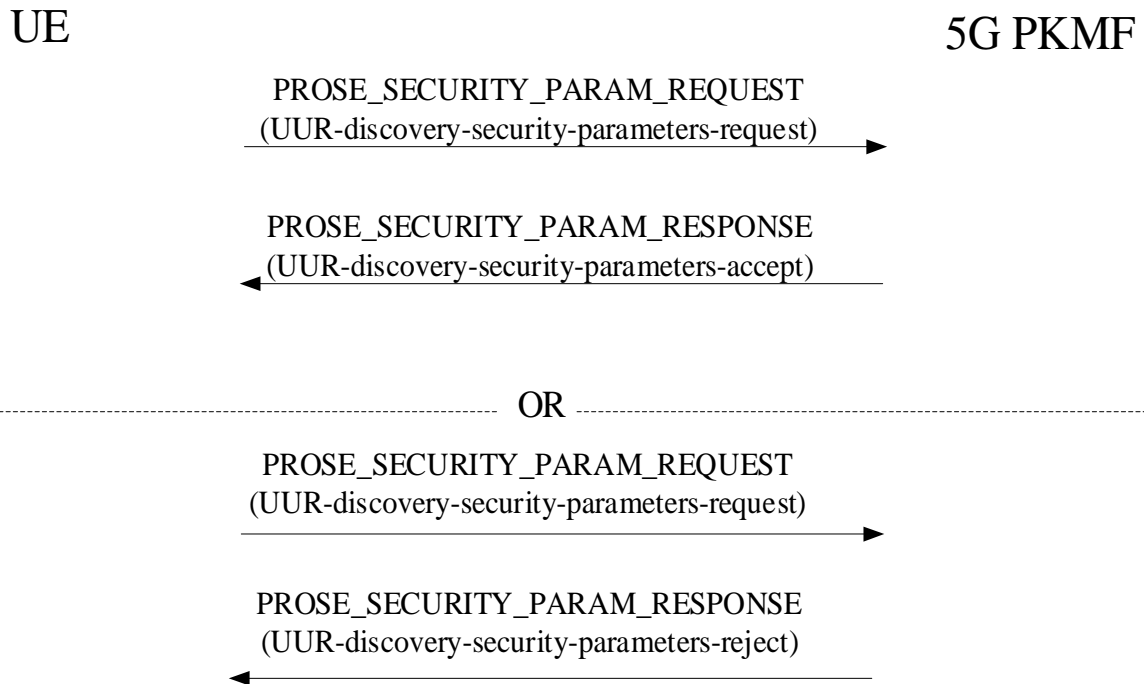 UE
5G PKMF
PROSE_SECURITY_PARAM_REQUEST
(UUR-discovery-security-parameters-request)
PROSE_SECURITY_PARAM_RESPONSE
(UUR-discovery-security-parameters-accept)
OR
PROSE_SECURITY_PARAM_REQUEST
(UUR-discovery-security-parameters-request)
PROSE_SECURITY_PARAM_RESPONSE
(UUR-discovery-security-parameters-reject)